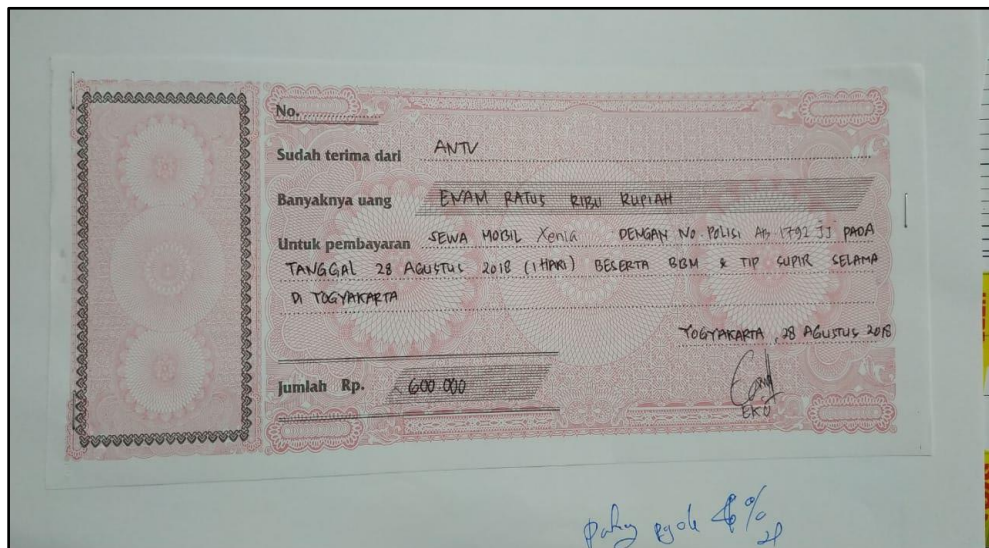 No.
Sudah terima dari ANTV
Banyaknya uang ENAM RATUS RIBU RUPIAH
Untuk pembayaran SEWA MOBIL Xenia DENGAN NO. POLISI AB 1792 JJ PADA
TANGGAL 28 AGUSTUS 2018 (1 HARI) BESERTA BBM & TIP SUPIR SELAMA
DI YOGYAKARTA
YOGYAKARTA, 28 AGUSTUS 2018
Jumlah Rp. 600.000
EKO